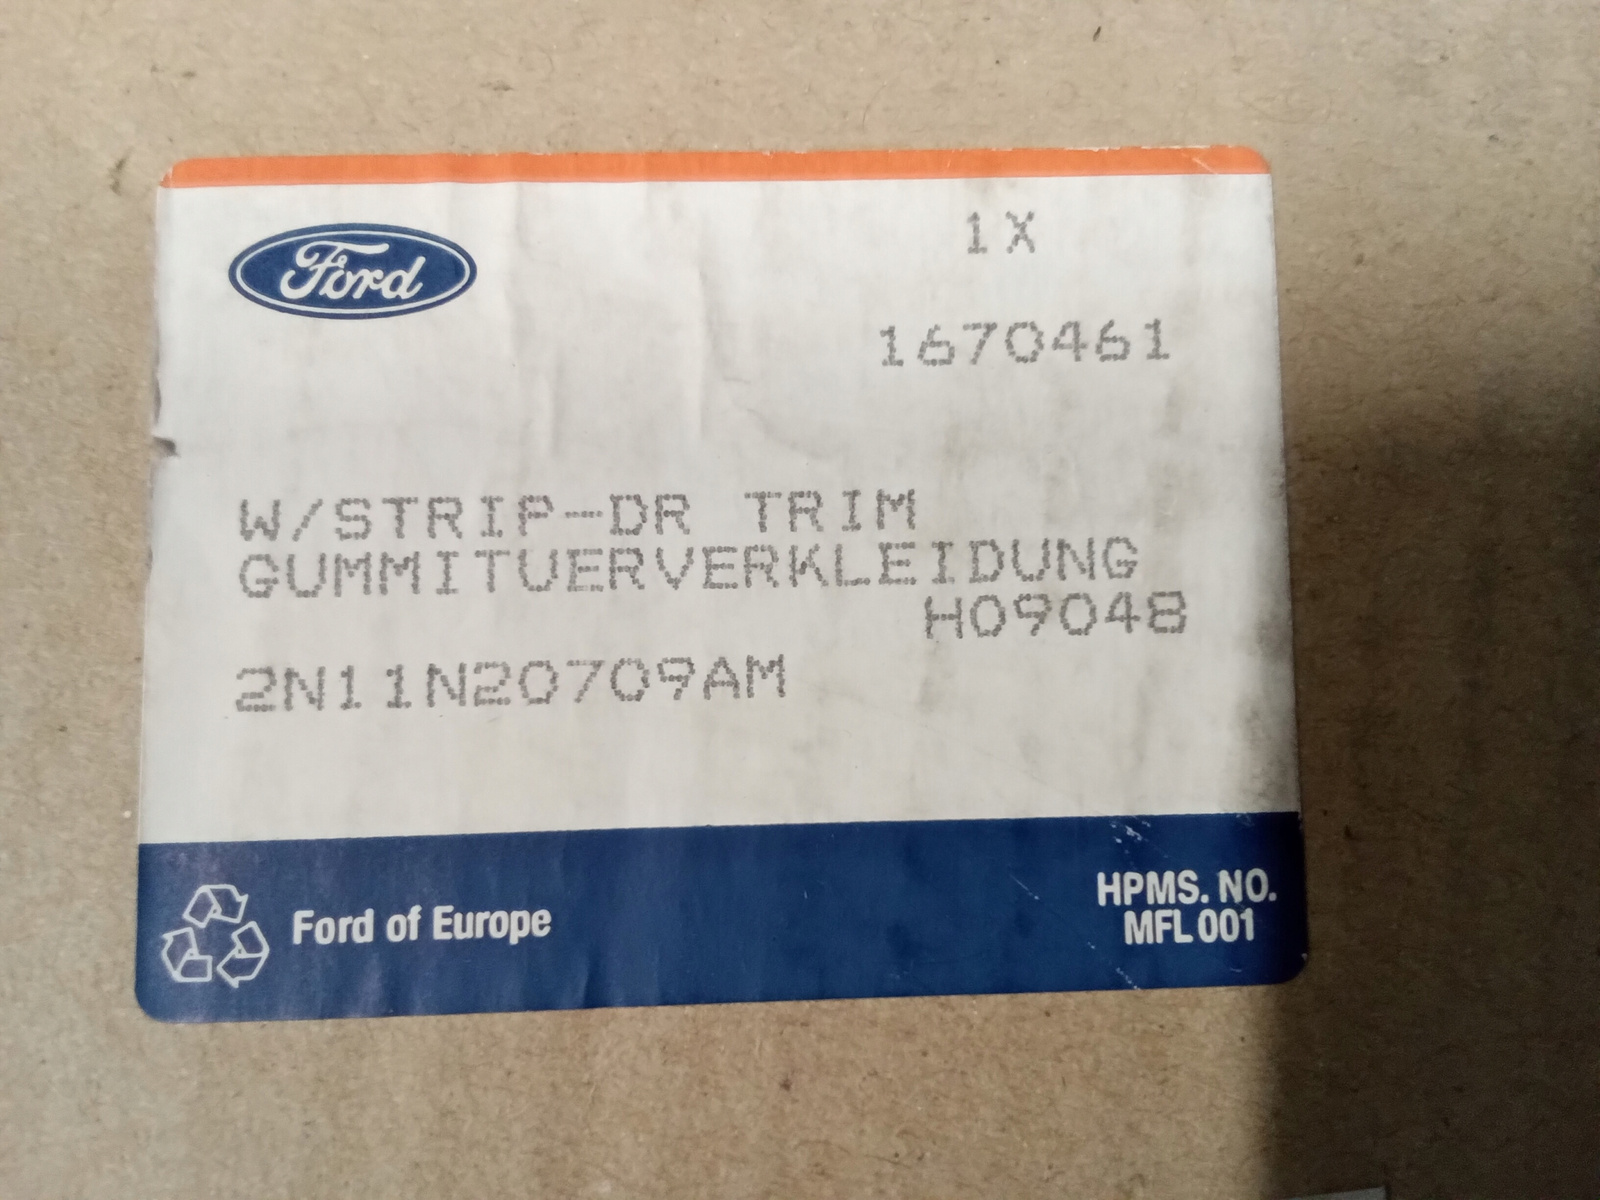 Ford
1X
1670461
W/STRIP-DR TRIM
GUMMITUERVERKLEIDUNG
H09048
2N11N20709AM
Ford of Europe
HPMS. NO.
MFL 001